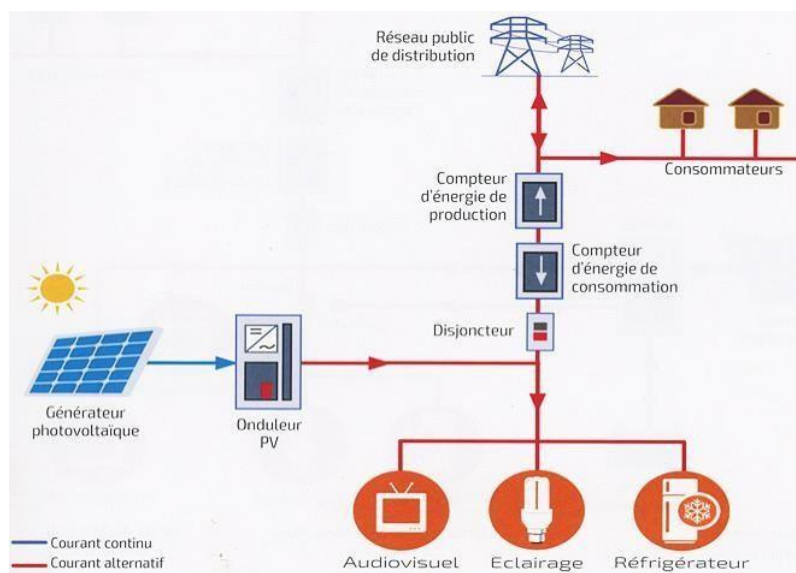 Réseau public
de distribution
Compteur
d'énergie de
production
Consommateurs
Compteur
d'énergie de
consommation
Disjoncteur
Générateur
photovoltaïque
Onduleur
PV
Courant continu
Courant alternatif
Audiovisuel
Eclairage
Réfrigérateur